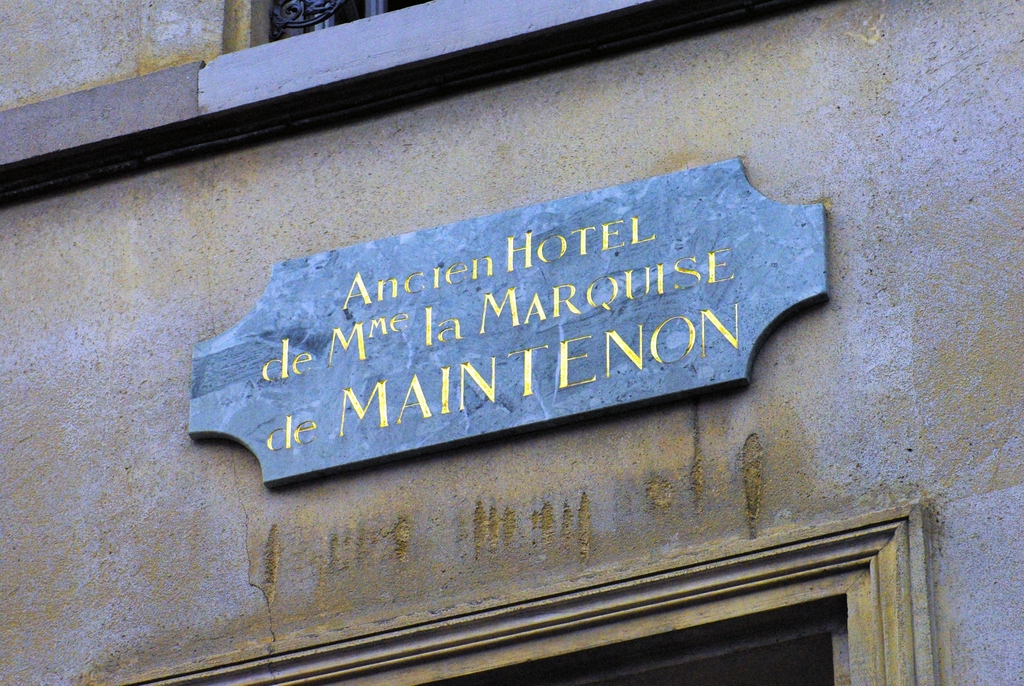 Ancien HOTEL
de Mme la MARQUISE
de MAINTENON